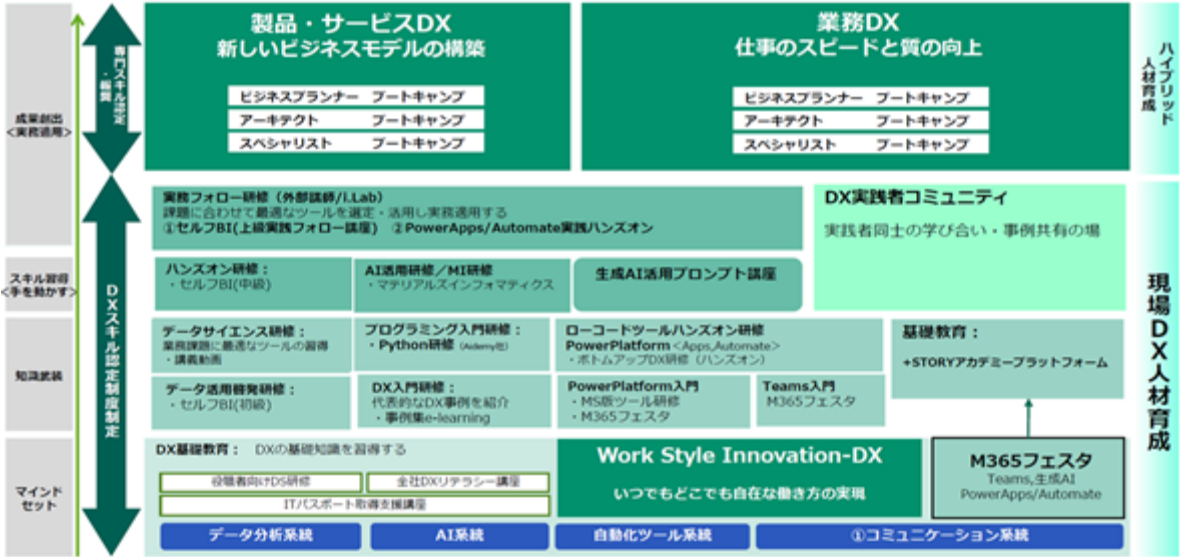 製品・サービスDX
新しいビジネスモデルの構築
ビジネスプランナー ブートキャンプ
アーキテクト ブートキャンプ
スペシャリスト ブートキャンプ
業務DX
仕事のスピードと質の向上
ビジネスプランナー ブートキャンプ
アーキテクト ブートキャンプ
スペシャリスト ブートキャンプ
ハイブリッド
人材育成
専門スキル認定
成果創出
<実務適用>
実務フォロー研修（外部講師/i.Lab）
課題に合わせて最適なツールを選定・活用し実務適用する
①セルフBI(上級実践フォロー講座) ②PowerApps/Automate実践ハンズオン
DX実践者コミュニティ
実践者同士の学び合い・事例共有の場
スキル習得
<手を動かす>
DXスキル認定制度制定
ハンズオン研修：
・セルフBI(中級)
AI活用研修／MI研修
・マテリアルズインフォマティクス
生成AI活用プロンプト講座
現場DX人材育成
知識武装
データサイエンス研修：
業務課題に最適なツールの習得
・講義動画
プログラミング入門研修：
・Python研修（Aidemy他）
ローコードツールハンズオン研修
PowerPlatform<Apps,Automate>
・ボトムアップDX研修（ハンズオン）
基礎教育：
+STORYアカデミープラットフォーム
データ活用啓発研修：
・セルフBI(初級)
DX入門研修：
代表的なDX事例を紹介
・事例集e-learning
PowerPlatform入門
・MS版ツール研修
・M365フェスタ
Teams入門
M365フェスタ
マインド
セット
DX基礎教育： DXの基礎知識を習得する
役職者向けDS研修
全社DXリテラシー講座
ITパスポート取得支援講座
Work Style Innovation-DX
いつでもどこでも自在な働き方の実現
M365フェスタ
Teams,生成AI
PowerApps/Automate
データ分析系統
AI系統
自動化ツール系統
①コミュニケーション系統